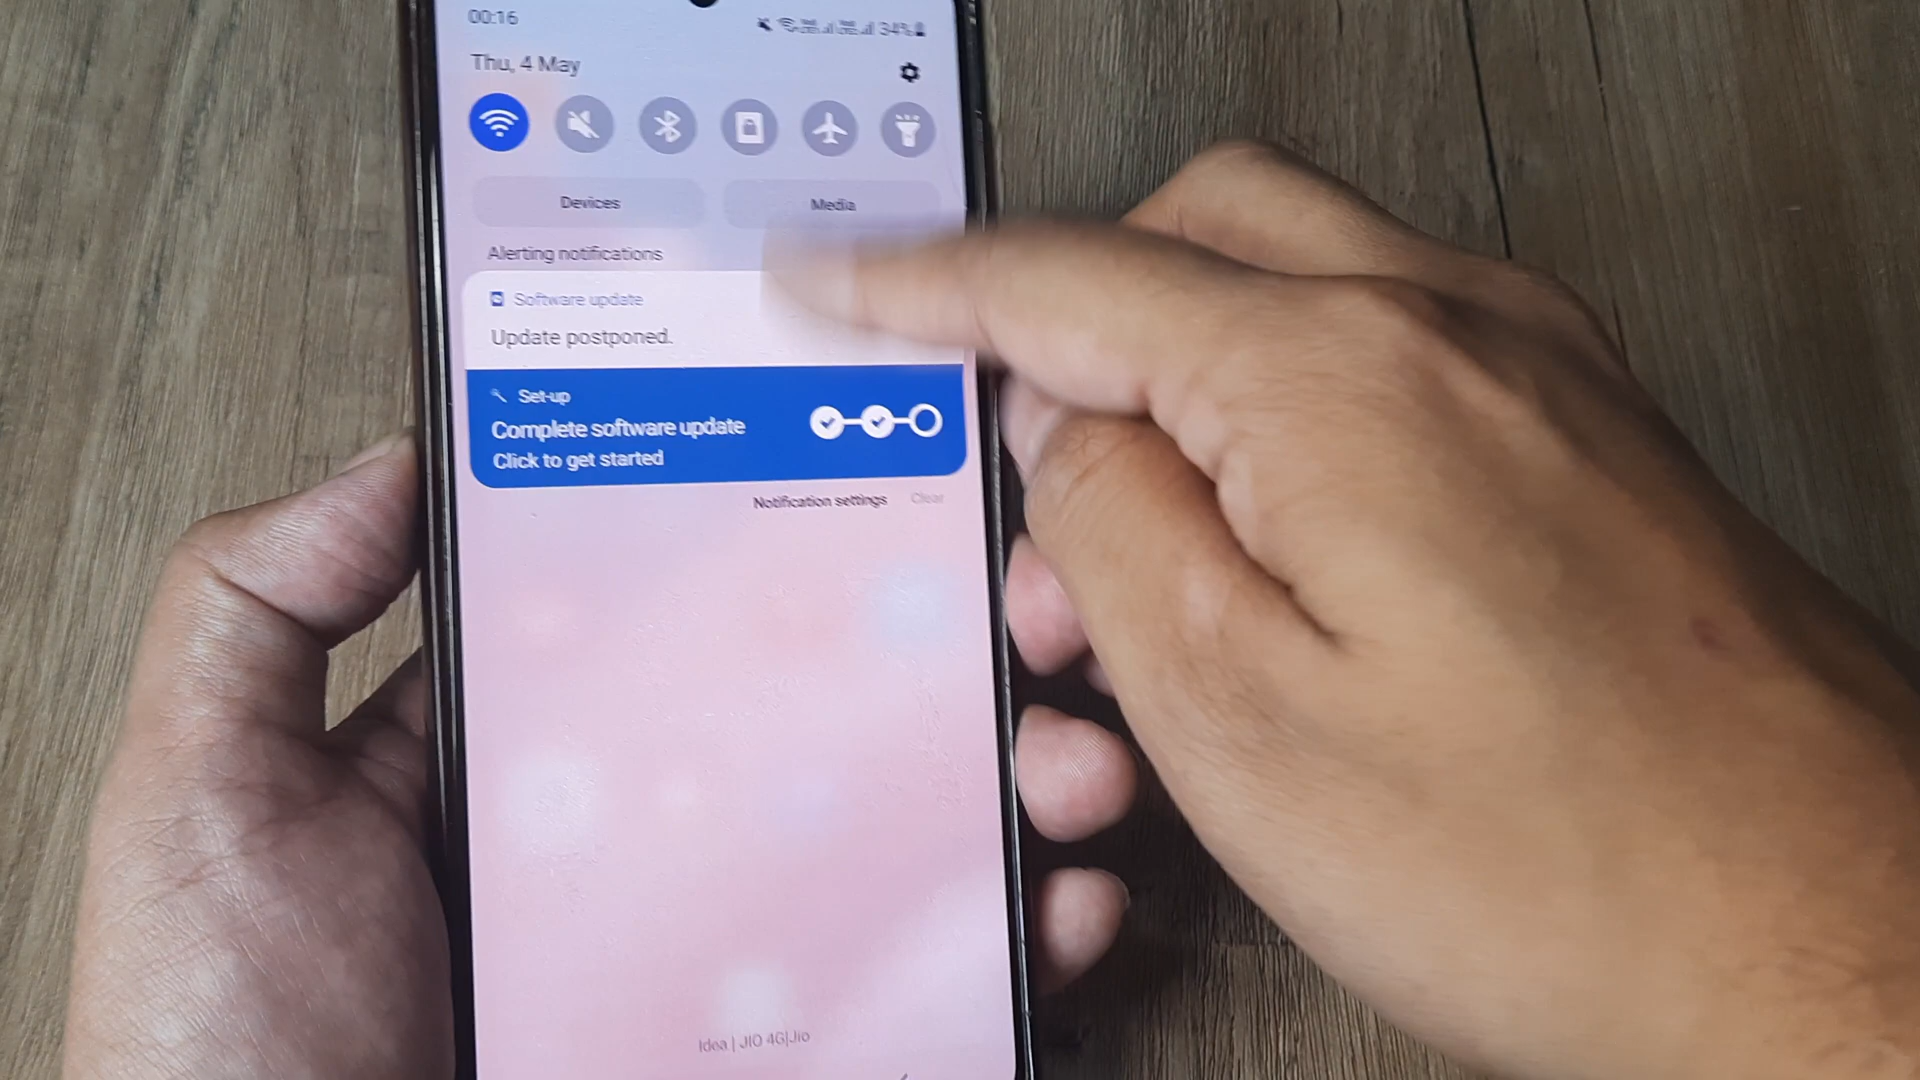 00:16
34%
Thu, 4 May
Devices
Media
Alerting notifications
Software update
Update postponed.
Set-up
Complete software update
Click to get started
Notification settings
Clear
Idea | JIO 4G|Jio